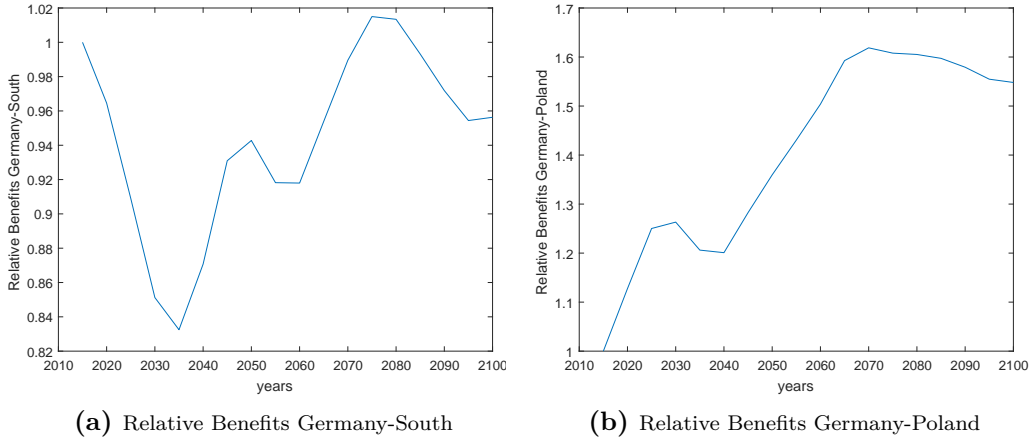 Relative Benefits Germany-South
1.02
1
0.98
0.96
0.94
0.92
0.9
0.88
0.86
0.84
0.82
2010 2020 2030 2040 2050 2060 2070 2080 2090 2100
years
(a) Relative Benefits Germany-South
Relative Benefits Germany-Poland
1.7
1.6
1.5
1.4
1.3
1.2
1.1
1
2010 2020 2030 2040 2050 2060 2070 2080 2090 2100
years
(b) Relative Benefits Germany-Poland